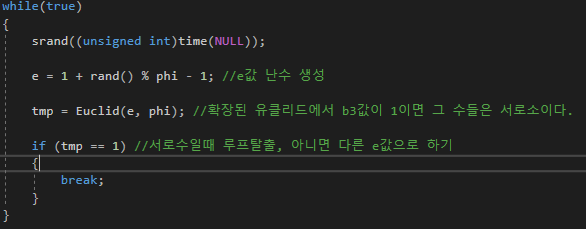 while(true)
{
srand((unsigned int)time(NULL));
e = 1 + rand() % phi - 1; //e값 난수 생성
tmp = Euclid(e, phi); //확장된 유클리드에서 b3값이 1이면 그 수들은 서로소이다.
if (tmp == 1) //서로수일때 루프탈출, 아니면 다른 e값으로 하기
{
break;
}
}